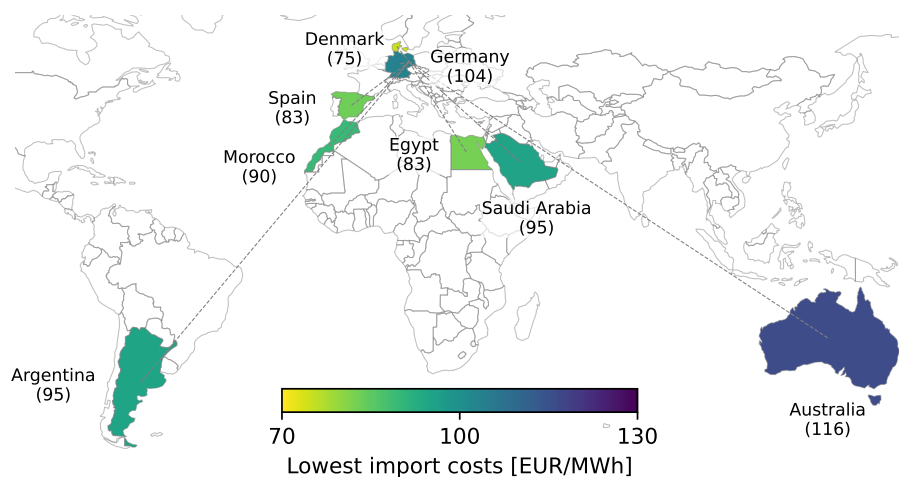 Denmark
(75)
Germany
(104)
Spain
(83)
Morocco
(90)
Egypt
(83)
Saudi Arabia
(95)
Argentina
(95)
Australia
(116)
70
100
130
Lowest import costs [EUR/MWh]